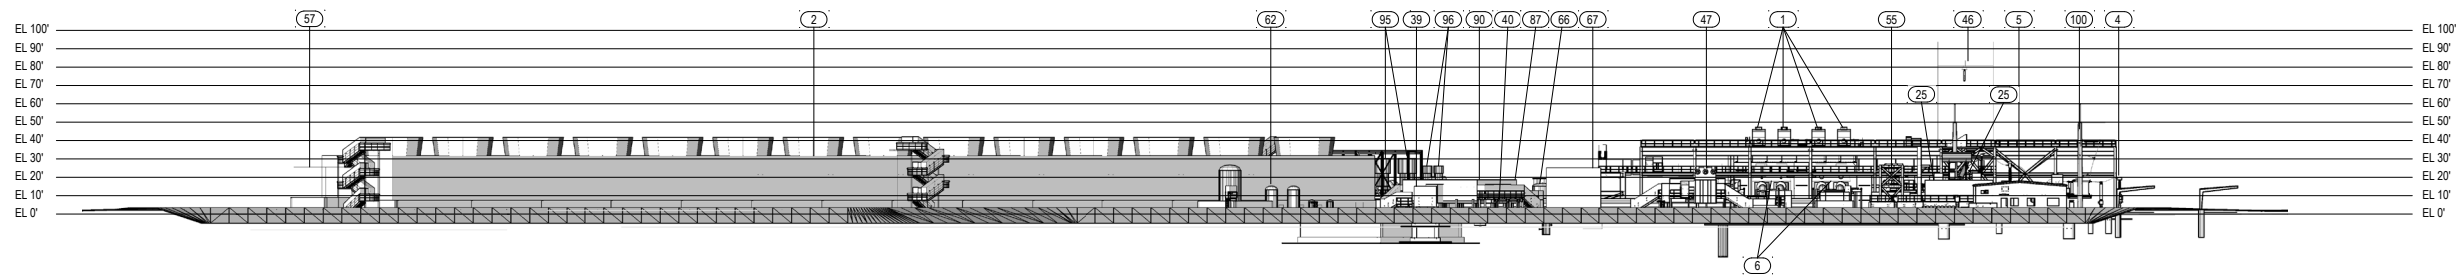 57 2 62 95 39 96 90 40 87 66 67 47 1 55 46 5 100 4
EL 100' EL 100'
EL 90' EL 90'
EL 80' EL 80'
EL 70' EL 70'
25 25
EL 60' EL 60'
EL 50' EL 50'
EL 40' EL 40'
EL 30' EL 30'
EL 20' EL 20'
EL 10' EL 10'
EL 0' EL 0'
6